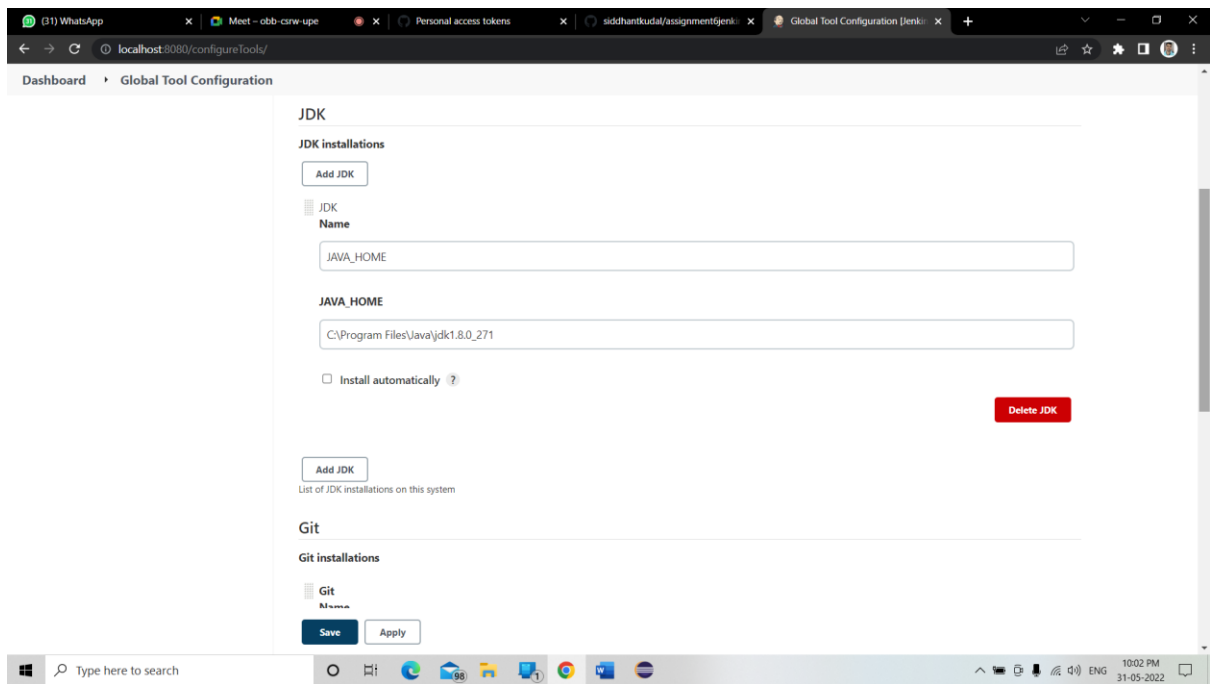 (31) WhatsApp
Meet – obb-csrw-upe
Personal access tokens
siddhantkudal/assignment6jenki
Global Tool Configuration [Jenkin
localhost:8080/configureTools/
Dashboard
Global Tool Configuration
JDK
JDK installations
Add JDK
JDK
Name
JAVA_HOME
JAVA_HOME
C:\Program Files\Java\jdk1.8.0_271
Install automatically ?
Delete JDK
Add JDK
List of JDK installations on this system
Git
Git installations
Git
Name
Save
Apply
Type here to search
98
1
ENG
10:02 PM
31-05-2022